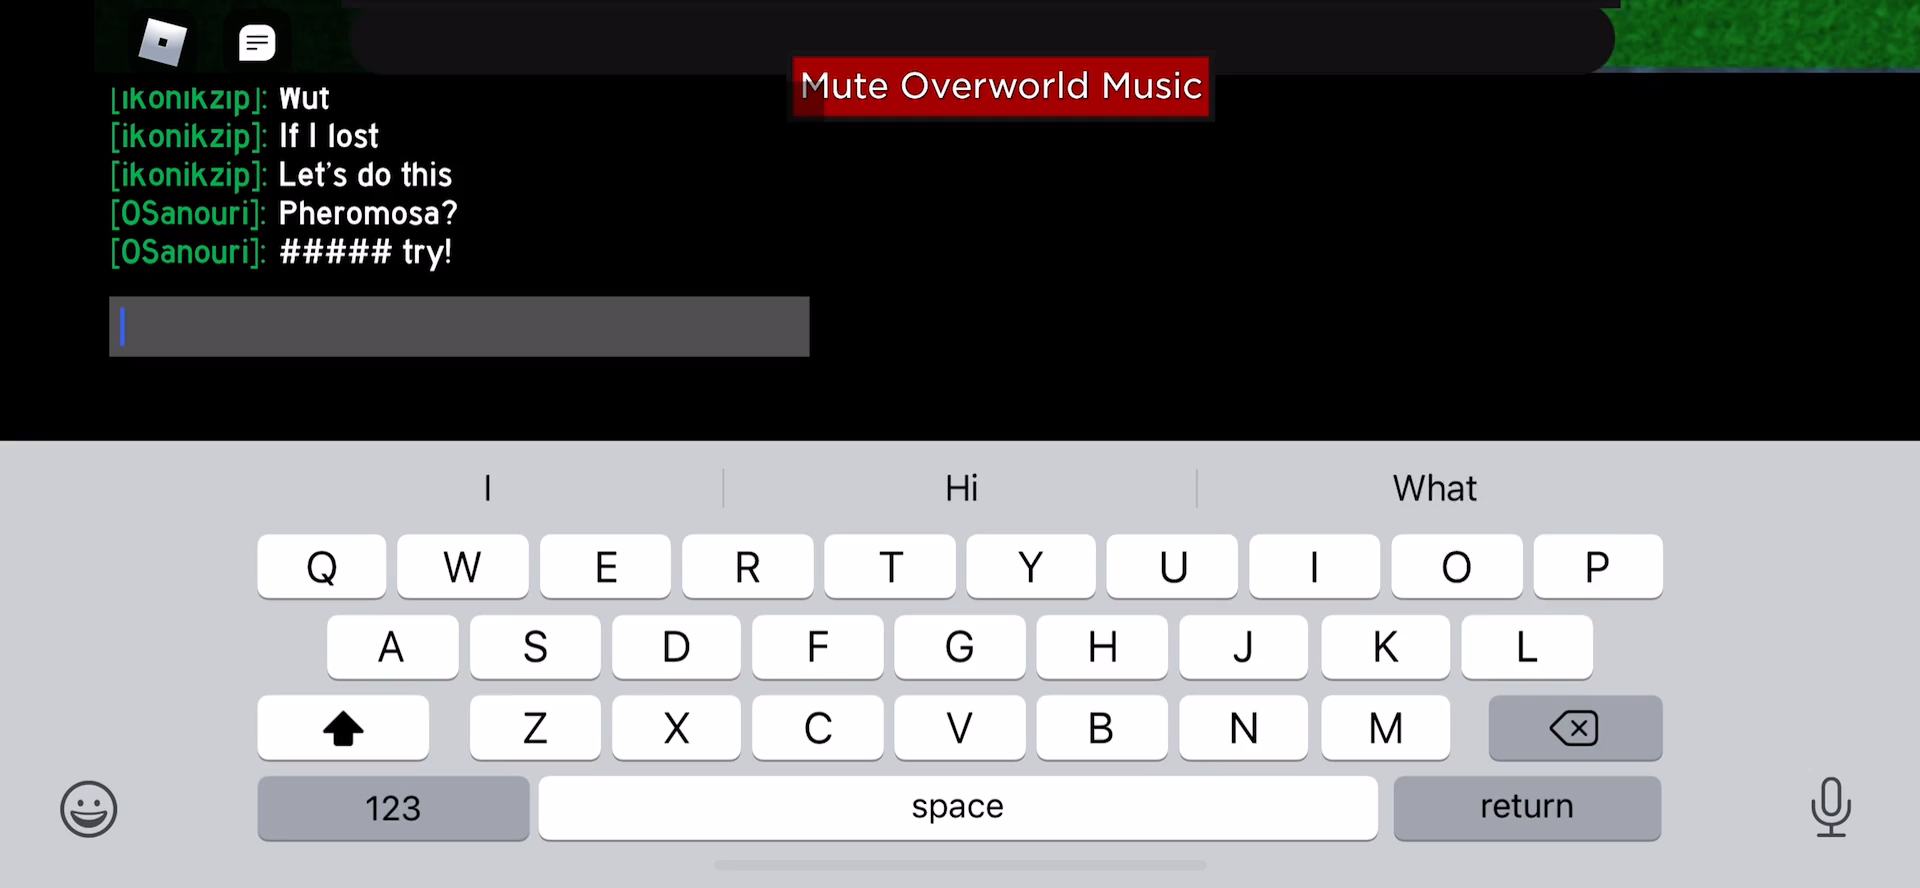 Mute Overworld Music
[ikonikzip]: Wut
[ikonikzip]: If I lost
[ikonikzip]: Let's do this
[OSanouri]: Pheromosa?
[OSanouri]: ##### try!
I Hi What
Q W E R T Y U I O P
A S D F G H J K L
Z X C V B N M
123 space return